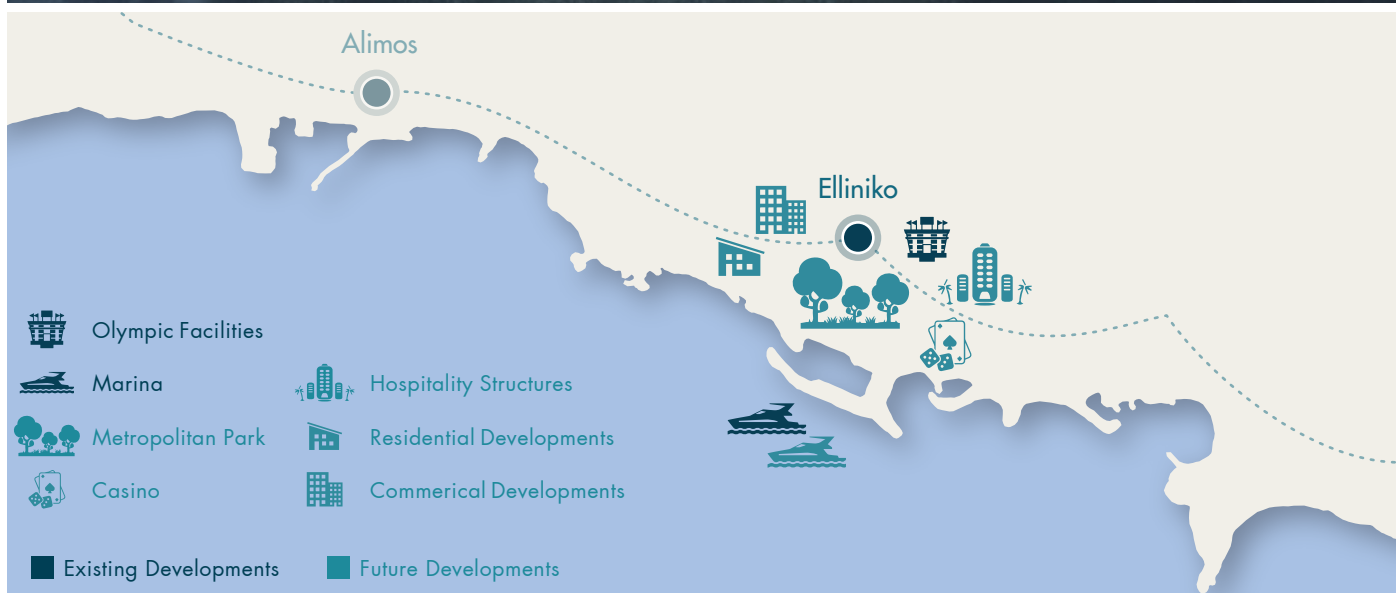 Alimos
Elliniko
Olympic Facilities
Marina
Hospitality Structures
Metropolitan Park
Residential Developments
Casino
Commerical Developments
Existing Developments
Future Developments